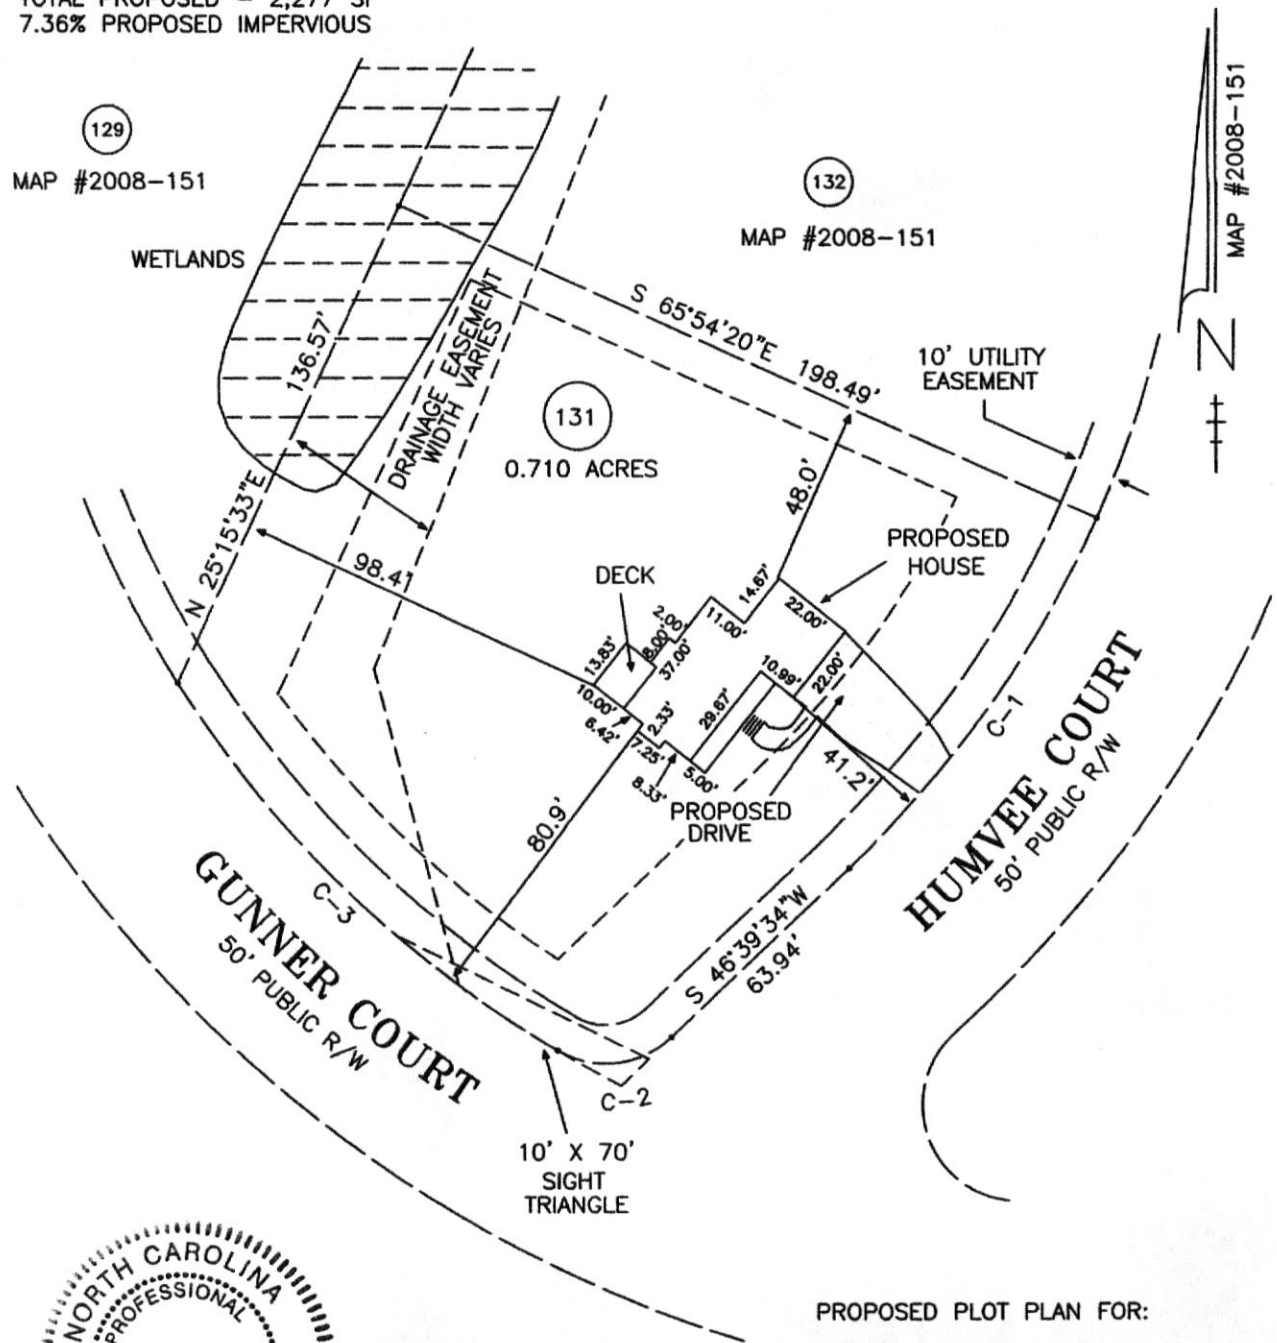 TOTAL PROPOSED = 2,277 SF
7.36% PROPOSED IMPERVIOUS
129
MAP #2008-151
132
MAP #2008-151
MAP #2008-151
N
WETLANDS
136.57'
DRAINAGE EASEMENT
WIDTH VARIES
S 65°54'20"E 198.49'
10' UTILITY
EASEMENT
131
0.710 ACRES
48.0'
PROPOSED
HOUSE
N 25°15'33"E
98.4'
DECK
14.67'
2.00'
11.00'
22.00'
8.00'
37.00'
13.83'
10.00'
6.42'
2.33'
7.25'
8.33'
5.00'
29.67'
10.99'
22.00'
41.2'
PROPOSED
DRIVE
80.9'
C-1
HUMVEE COURT
50' PUBLIC R/W
C-3
GUNNER COURT
50' PUBLIC R/W
S 46°39'34"W
63.94'
C-2
10' X 70'
SIGHT
TRIANGLE
NORTH CAROLINA
PROFESSIONAL
PROPOSED PLOT PLAN FOR: